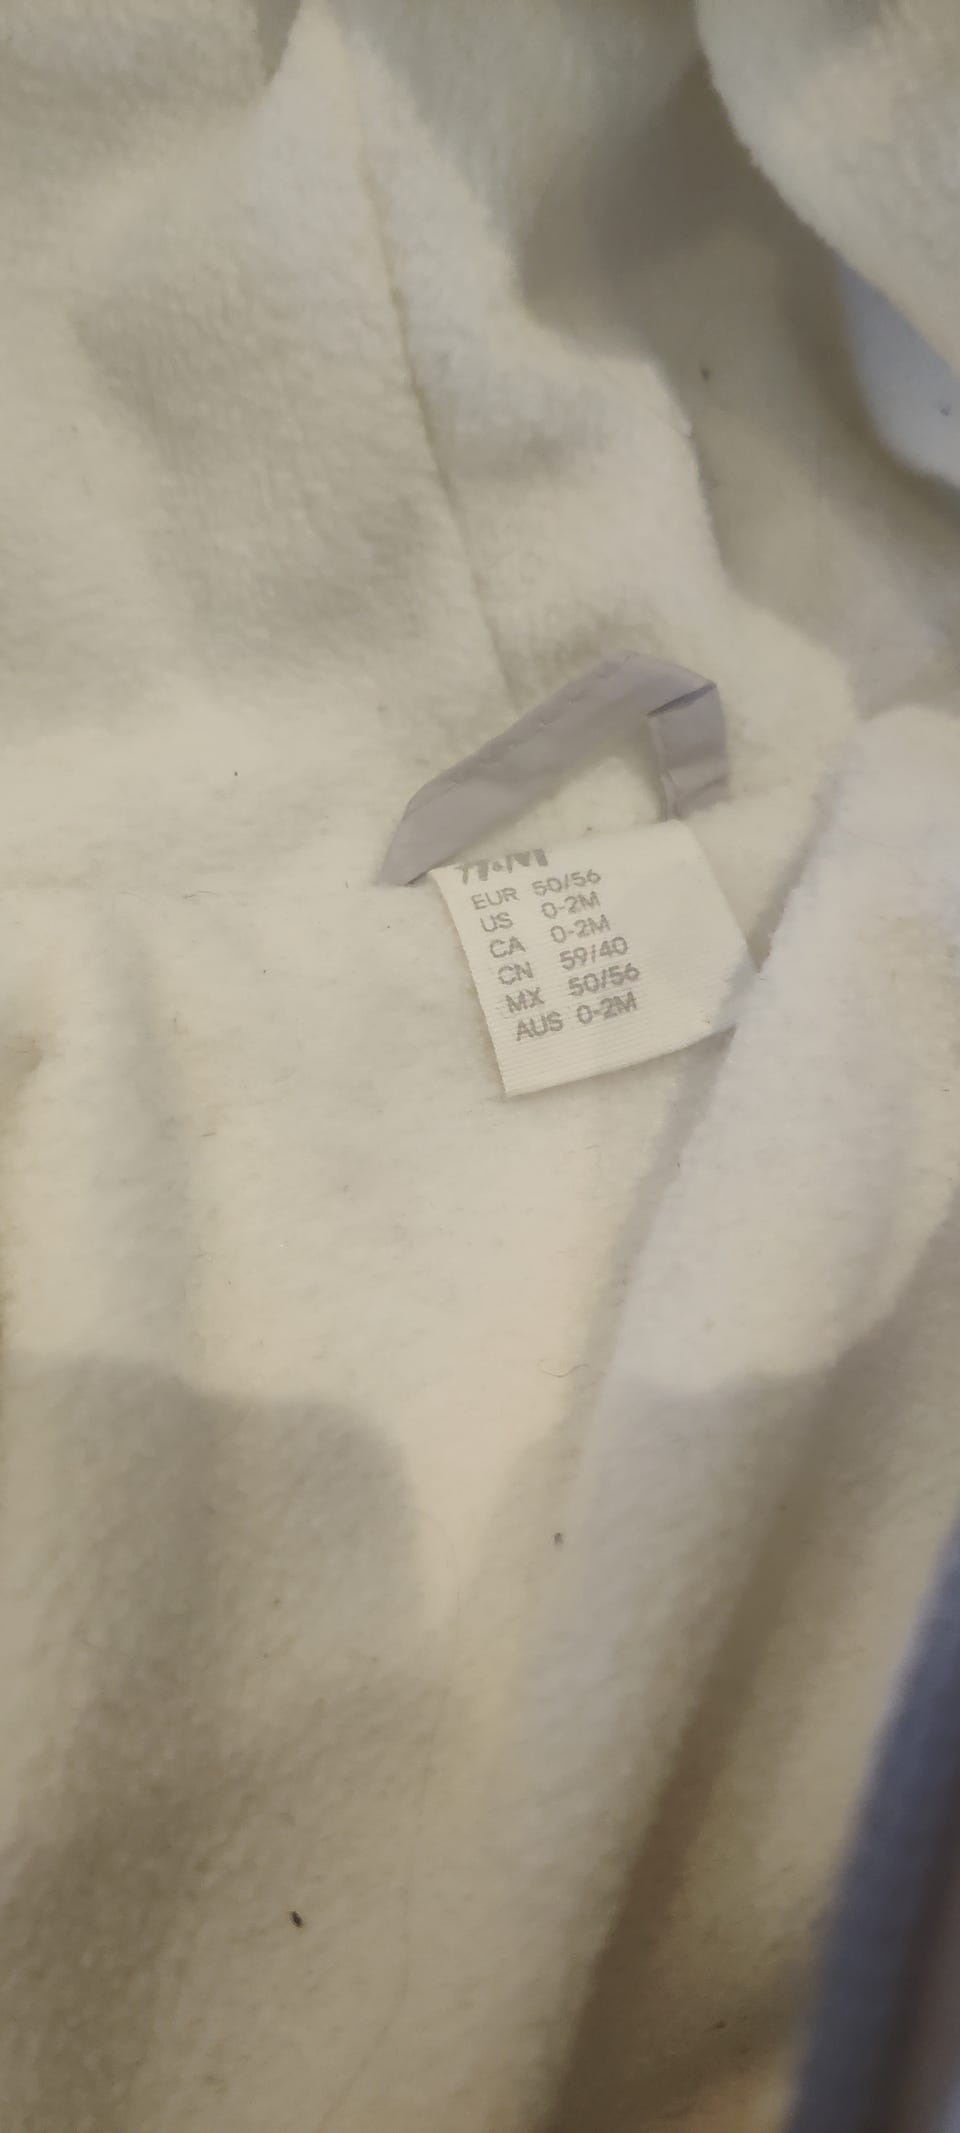 H&M
EUR 50/56
US 0-2M
CA 0-2M
CN 59/40
MX 50/56
AUS 0-2M